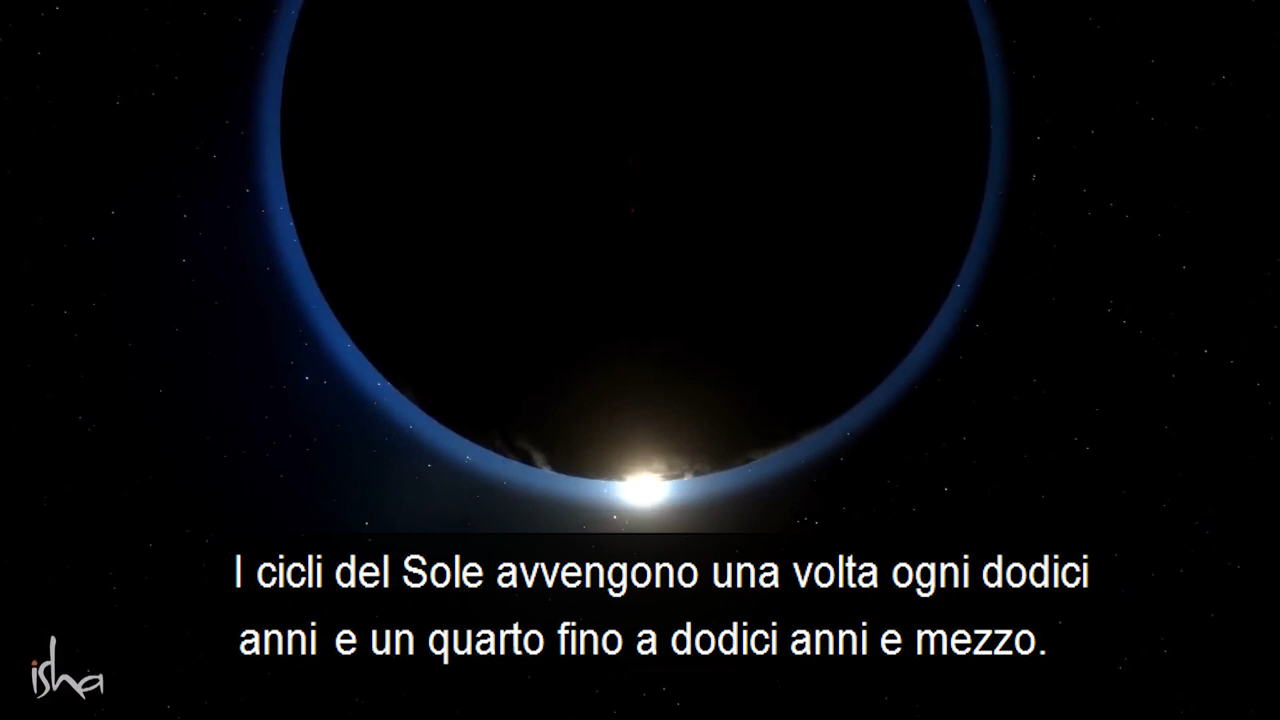 I cicli del Sole avvengono una volta ogni dodici
anni e un quarto fino a dodici anni e mezzo.
isha